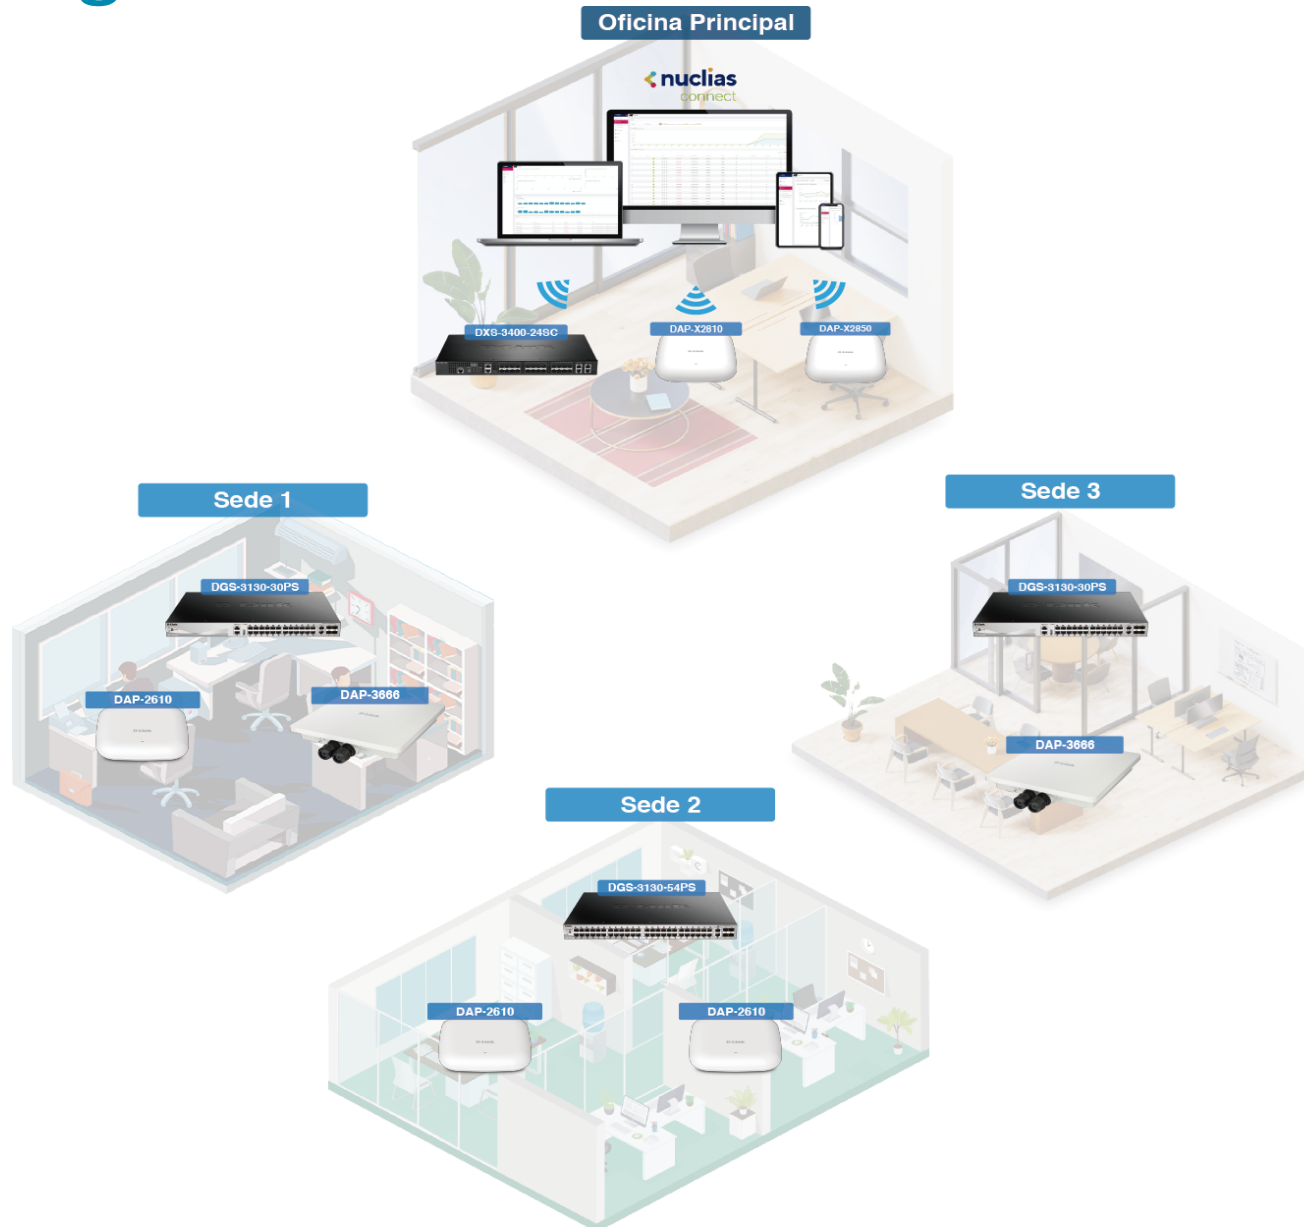 g
Oficina Principal
nuclias
connect
DXS-3400-24SC
DAP-X2810
DAP-X2850
Sede 1
DGS-3130-30PS
DAP-2610
DAP-3666
Sede 3
DGS-3130-30PS
DAP-3666
Sede 2
DGS-3130-54PS
DAP-2610
DAP-2610